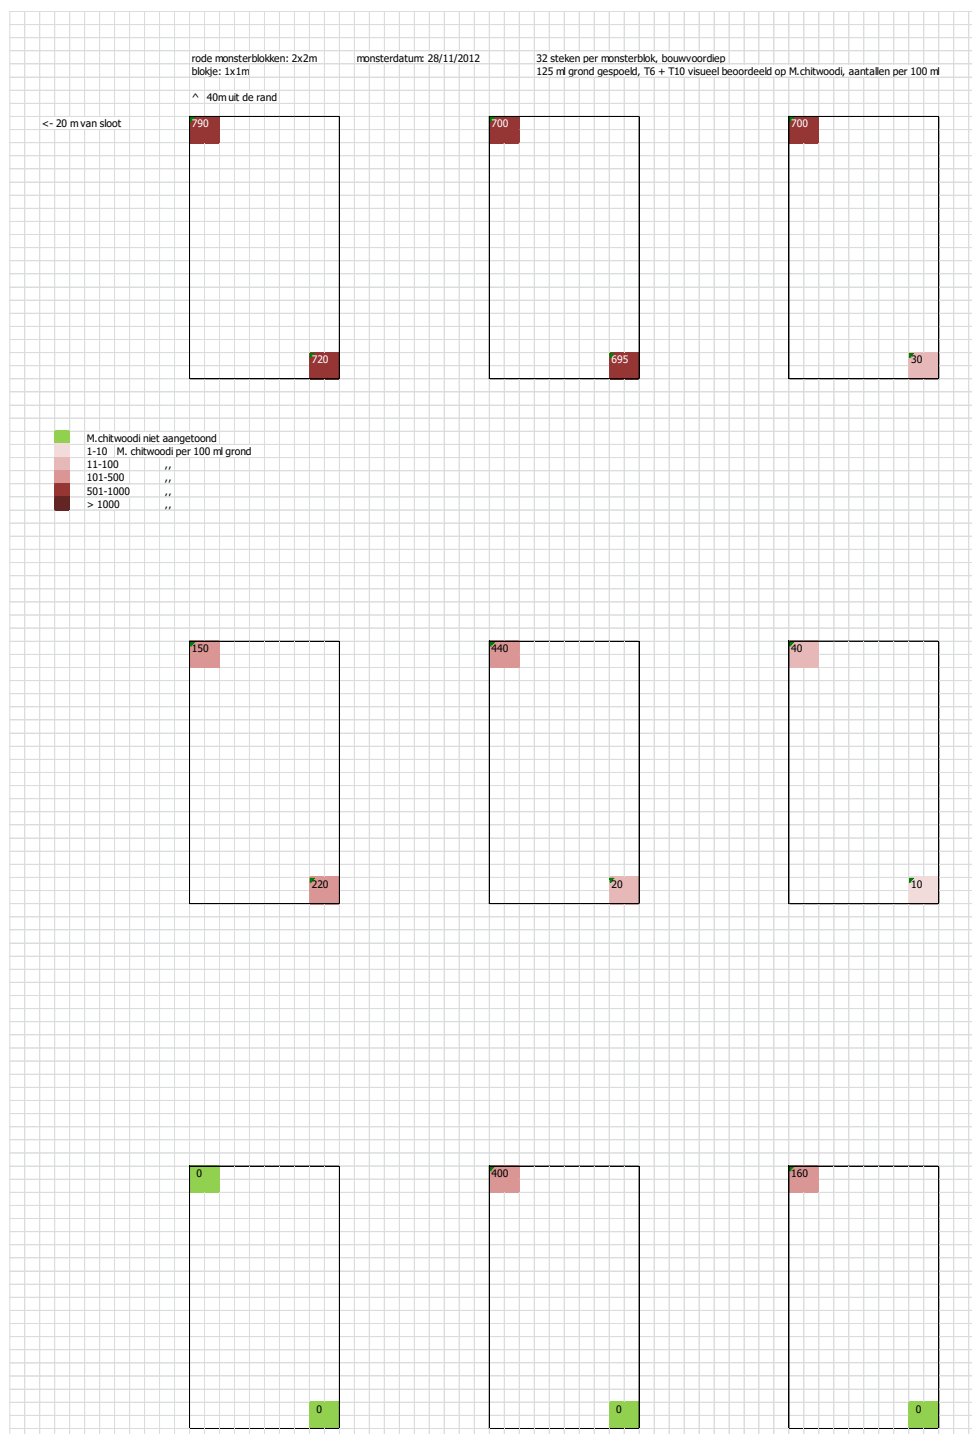 rode monsterblokken: 2x2m monsterdatum: 28/11/2012 32 steken per monsterblok, bouwvoordiep
blokje: 1x1m 125 ml grond gespoeld, T6 + T10 visueel beoordeeld op M.chitwoodi, aantallen per 100 ml
^ 40m uit de rand
<- 20 m van sloot 790 700 700
720 695 30
M.chitwoodi niet aangetoond
1-10 M. chitwoodi per 100 ml grond
11-100 ,,
101-500 ,,
501-1000 ,,
> 1000 ,,
150 440 40
220 20 10
0 400 160
0 0 0